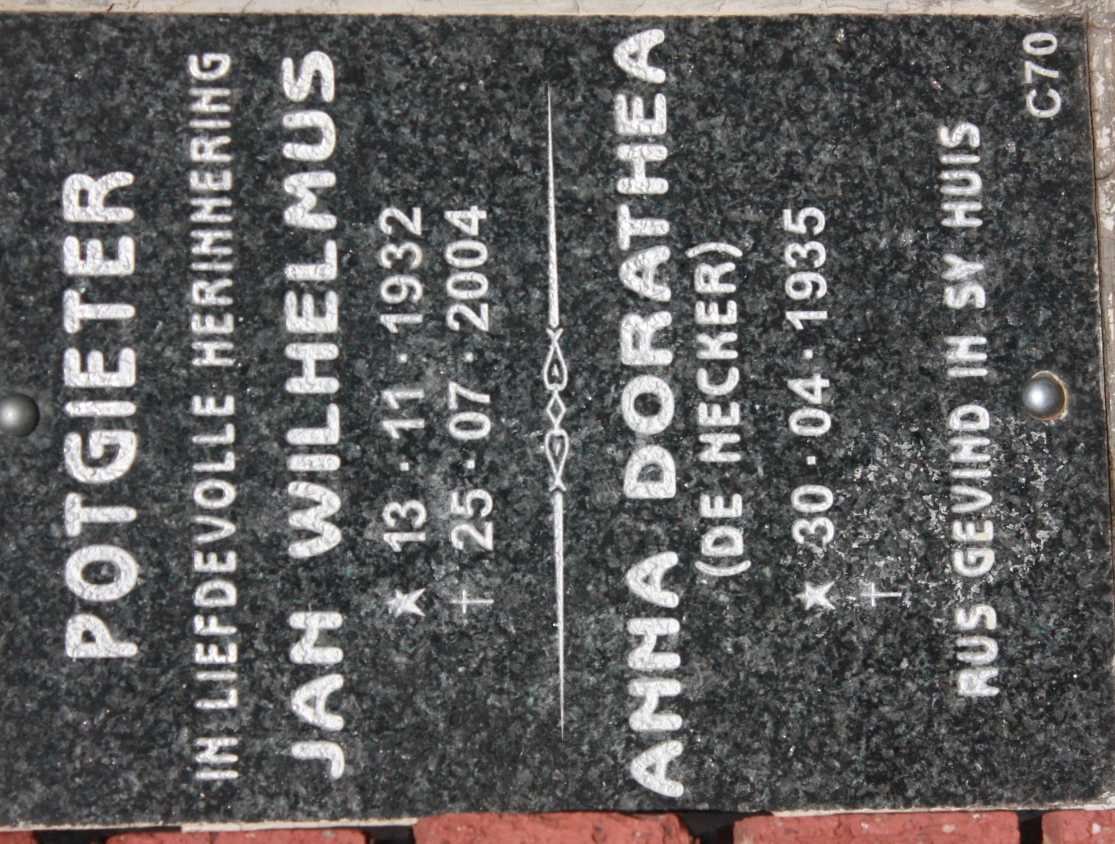 POTGIETER
IN LIEFDEVOLLE HERINNERING
JAN WILHELMUS
★ 13·11·1932
† 25·07·2004
ANNA DORATHEA
(DE NECKER)
★ 30·04·1935
†
RUS GEVIND IN SY HUIS
C70